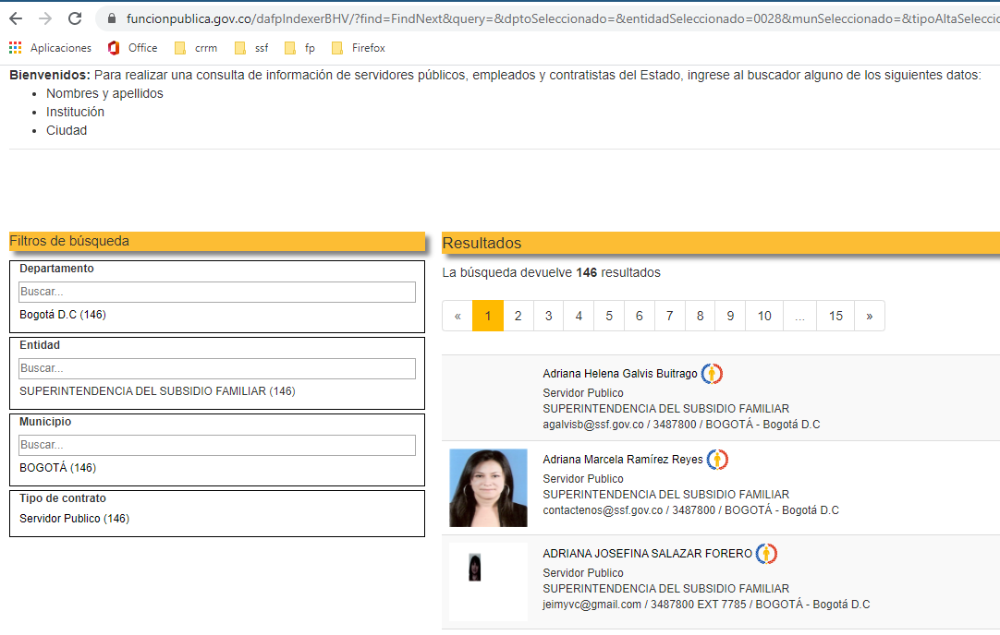 funcionpublica.gov.co/dafpIndexerBHV/?find=FindNext&query=&dptoSeleccionado=&entidadSeleccionado=0028&munSeleccionado=&tipoAltaSelecci
Aplicaciones Office crrm ssf fp Firefox
Bienvenidos: Para realizar una consulta de información de servidores públicos, empleados y contratistas del Estado, ingrese al buscador alguno de los siguientes datos:
• Nombres y apellidos
• Institución
• Ciudad
Filtros de búsqueda
Departamento
Buscar...
Bogotá D.C (146)
Entidad
Buscar...
SUPERINTENDENCIA DEL SUBSIDIO FAMILIAR (146)
Municipio
Buscar...
BOGOTÁ (146)
Tipo de contrato
Servidor Publico (146)
Resultados
La búsqueda devuelve 146 resultados
« 1 2 3 4 5 6 7 8 9 10 ... 15 »
Adriana Helena Galvis Buitrago
Servidor Publico
SUPERINTENDENCIA DEL SUBSIDIO FAMILIAR
agalvisb@ssf.gov.co / 3487800 / BOGOTÁ - Bogotá D.C
Adriana Marcela Ramírez Reyes
Servidor Publico
SUPERINTENDENCIA DEL SUBSIDIO FAMILIAR
contactenos@ssf.gov.co / 3487800 / BOGOTÁ - Bogotá D.C
ADRIANA JOSEFINA SALAZAR FORERO
Servidor Publico
SUPERINTENDENCIA DEL SUBSIDIO FAMILIAR
jeimyvc@gmail.com / 3487800 EXT 7785 / BOGOTÁ - Bogotá D.C